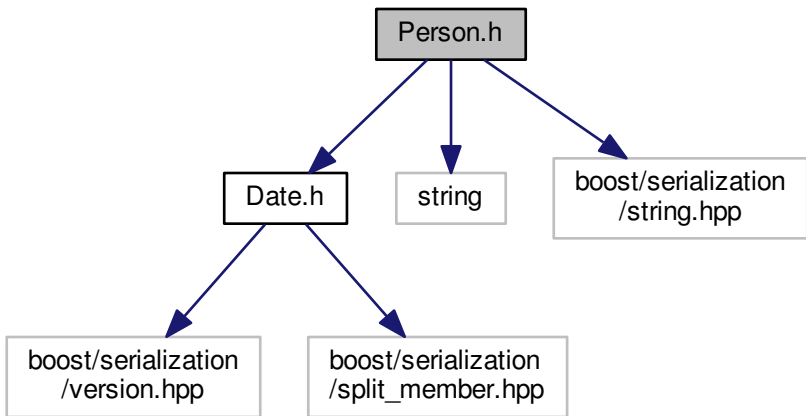 Person.h
Date.h
string
boost/serialization
/string.hpp
boost/serialization
/version.hpp
boost/serialization
/split_member.hpp